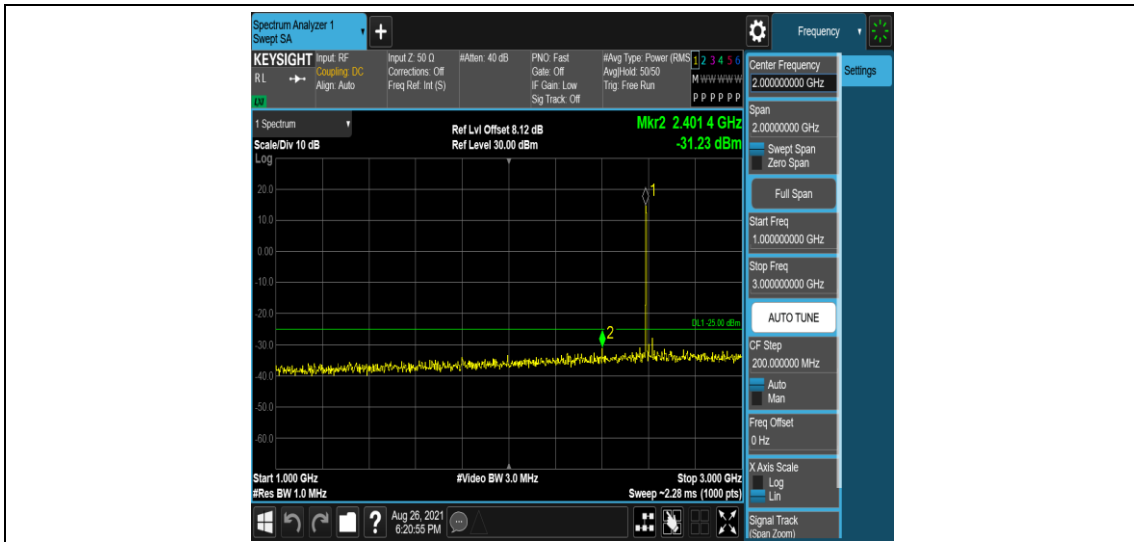 Spectrum Analyzer 1
Swept SA
+
Frequency
KEYSIGHT
RL
LM
Input: RF
Coupling: DC
Align: Auto
Input Z: 50 Ω
Corrections: Off
Freq Ref: Int (S)
#Atten: 40 dB
PNO: Fast
Gate: Off
IF Gain: Low
Sig Track: Off
#Avg Type: Power (RMS
Avg|Hold: 50/50
Trig: Free Run
1 2 3 4 5 6
M W W W W W
P P P P P P
1 Spectrum
Scale/Div 10 dB
Ref Lvl Offset 8.12 dB
Ref Level 30.00 dBm
Mkr2 2.401 4 GHz
-31.23 dBm
Log
20.0
10.0
0.00
-10.0
-20.0
-30.0
-40.0
-50.0
-60.0
1
2
DL1 -25.00 dBm
Start 1.000 GHz
#Res BW 1.0 MHz
#Video BW 3.0 MHz
Stop 3.000 GHz
Sweep ~2.28 ms (1000 pts)
?
Aug 26, 2021
6:20:55 PM
Center Frequency
2.000000000 GHz
Settings
Span
2.00000000 GHz
Swept Span
Zero Span
Full Span
Start Freq
1.000000000 GHz
Stop Freq
3.000000000 GHz
AUTO TUNE
CF Step
200.000000 MHz
Auto
Man
Freq Offset
0 Hz
X Axis Scale
Log
Lin
Signal Track
(Span Zoom)